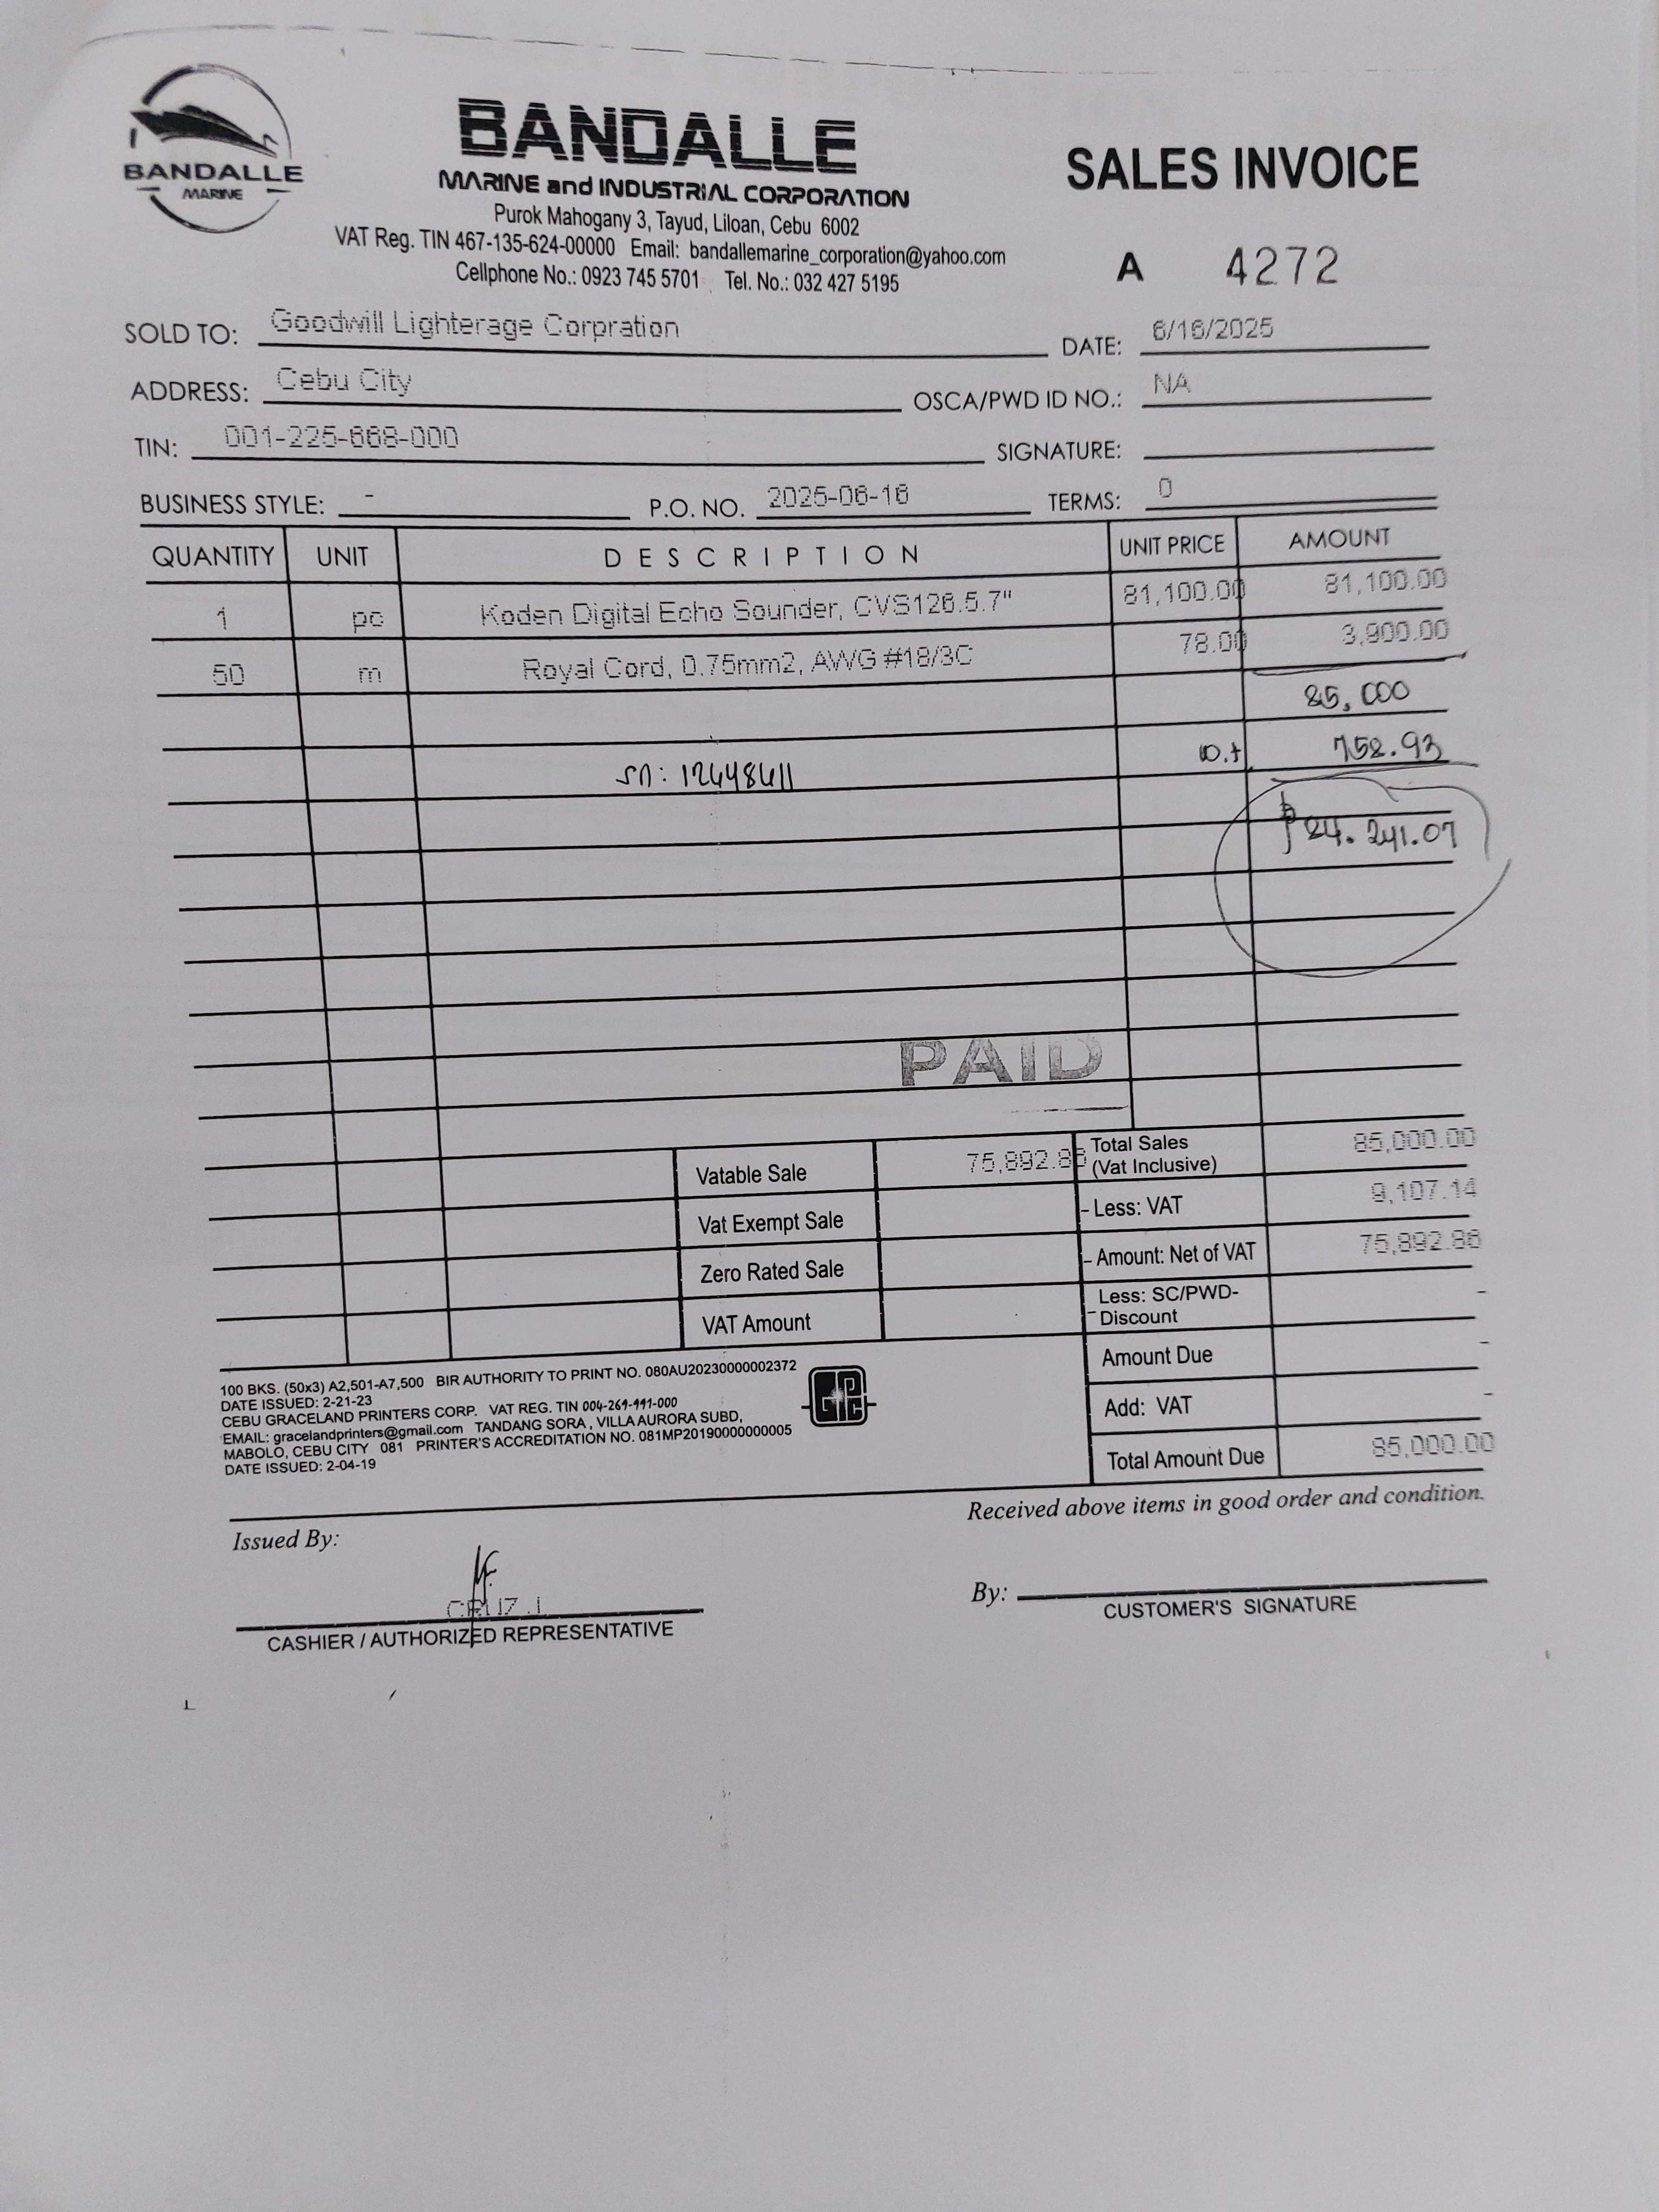 BANDALLE
MARINE
BANDALLE
MARINE and INDUSTRIAL CORPORATION
Purok Mahogany 3, Tayud, Liloan, Cebu 6002
VAT Reg. TIN 467-135-624-00000 Email: bandallemarine_corporation@yahoo.com
Cellphone No.: 0923 745 5701 Tel. No.: 032 427 5195
SALES INVOICE
A 4272
SOLD TO: Goodwill Lighterage Corpration
DATE: 6/16/2025
ADDRESS: Cebu City
OSCA/PWD ID NO.: NA
TIN: 001-225-668-000
SIGNATURE:
BUSINESS STYLE: - P.O. NO. 2025-06-16 TERMS: 0
QUANTITY UNIT DESCRIPTION UNIT PRICE AMOUNT
1 pc Koden Digital Echo Sounder, CVS126.5.7" 81,100.00 81,100.00
50 m Royal Cord, 0.75mm2, AWG #18/3C 78.00 3,900.00
85,000
sn: 12448411 w.t 758.93
₱84.241.07
PAID
Vatable Sale 75,892.86 Total Sales (Vat Inclusive) 85,000.00
Vat Exempt Sale - Less: VAT 9,107.14
Zero Rated Sale - Amount: Net of VAT 75,892.86
VAT Amount Less: SC/PWD- Discount -
Amount Due -
Add: VAT -
Total Amount Due 85,000.00
100 BKS. (50x3) A2,501-A7,500 BIR AUTHORITY TO PRINT NO. 080AU20230000002372
DATE ISSUED: 2-21-23
CEBU GRACELAND PRINTERS CORP. VAT REG. TIN 004-269-991-000
EMAIL: gracelandprinters@gmail.com TANDANG SORA, VILLA AURORA SUBD,
MABOLO, CEBU CITY 081 PRINTER'S ACCREDITATION NO. 081MP20190000000005
DATE ISSUED: 2-04-19
Received above items in good order and condition.
Issued By:
CRUZ J.
CASHIER / AUTHORIZED REPRESENTATIVE
By:
CUSTOMER'S SIGNATURE